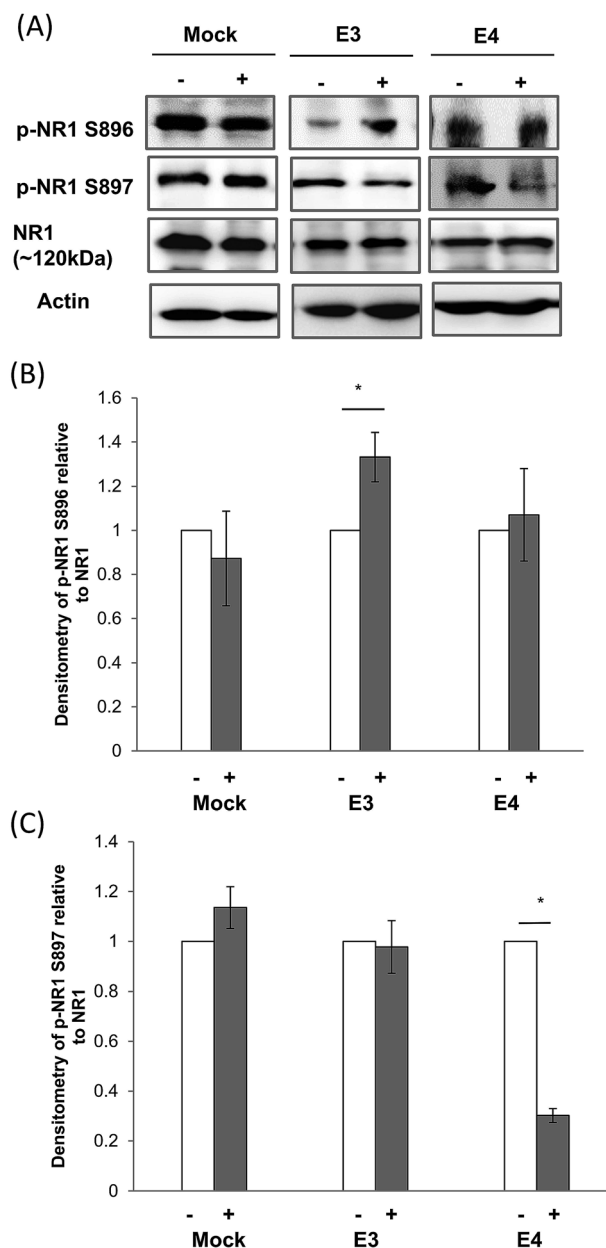 (A)
Mock E3 E4
- + - + - +
p-NR1 S896
p-NR1 S897
NR1
(~120kDa)
Actin
(B)
Densitometry of p-NR1 S896 relative
to NR1
1.6
1.4
1.2
1
0.8
0.6
0.4
0.2
0
*
- + - + - +
Mock E3 E4
(C)
Densitometry of p-NR1 S897 relative
to NR1
1.4
1.2
1
0.8
0.6
0.4
0.2
0
*
- + - + - +
Mock E3 E4